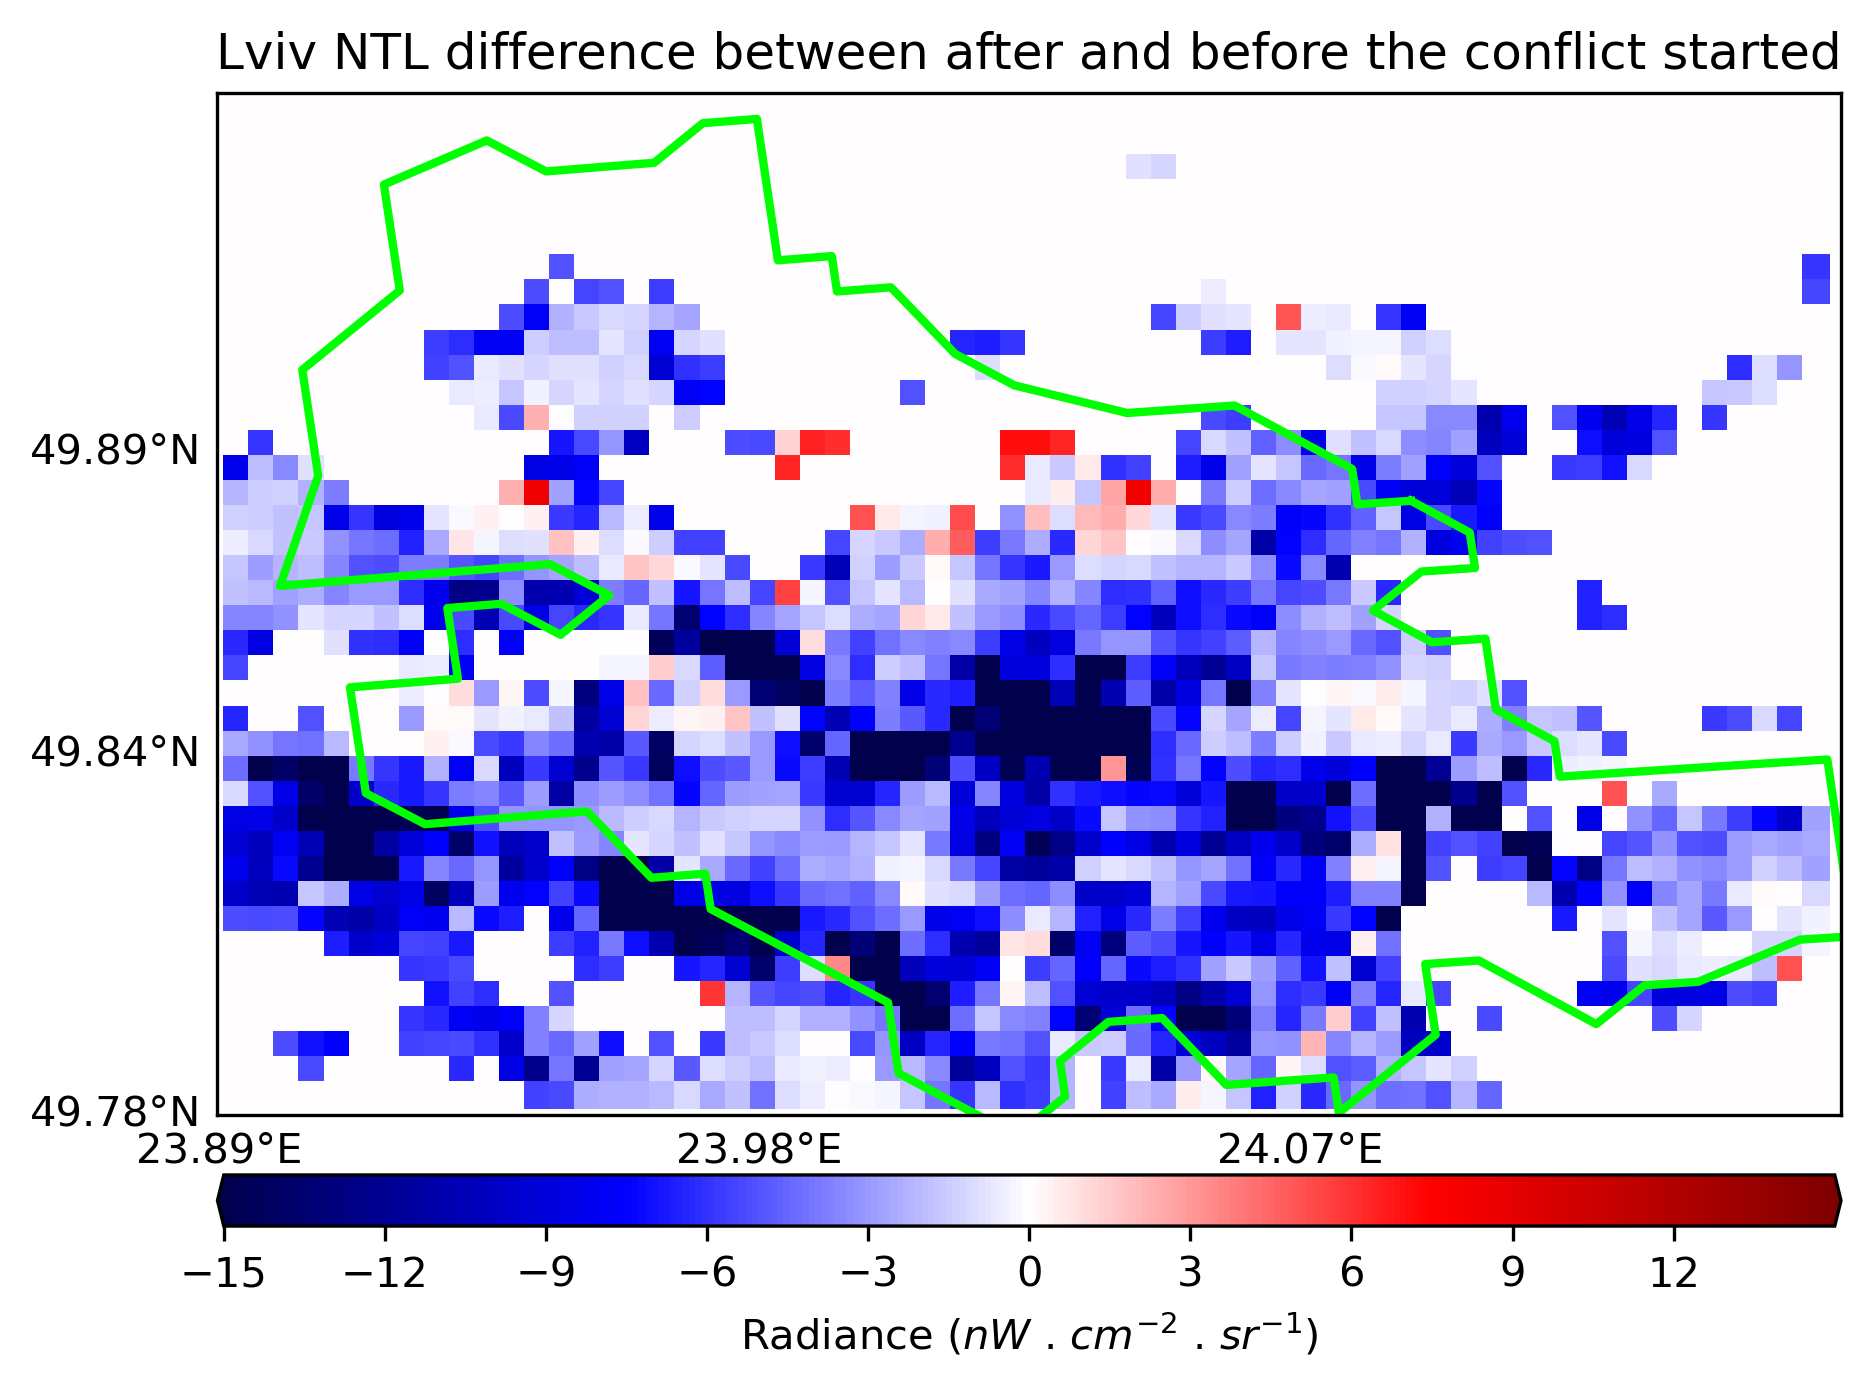 Lviv NTL difference between after and before the conflict started
49.89°N
49.84°N
49.78°N
23.89°E 23.98°E 24.07°E
−15 −12 −9 −6 −3 0 3 6 9 12
Radiance (nW . cm⁻² . sr⁻¹)